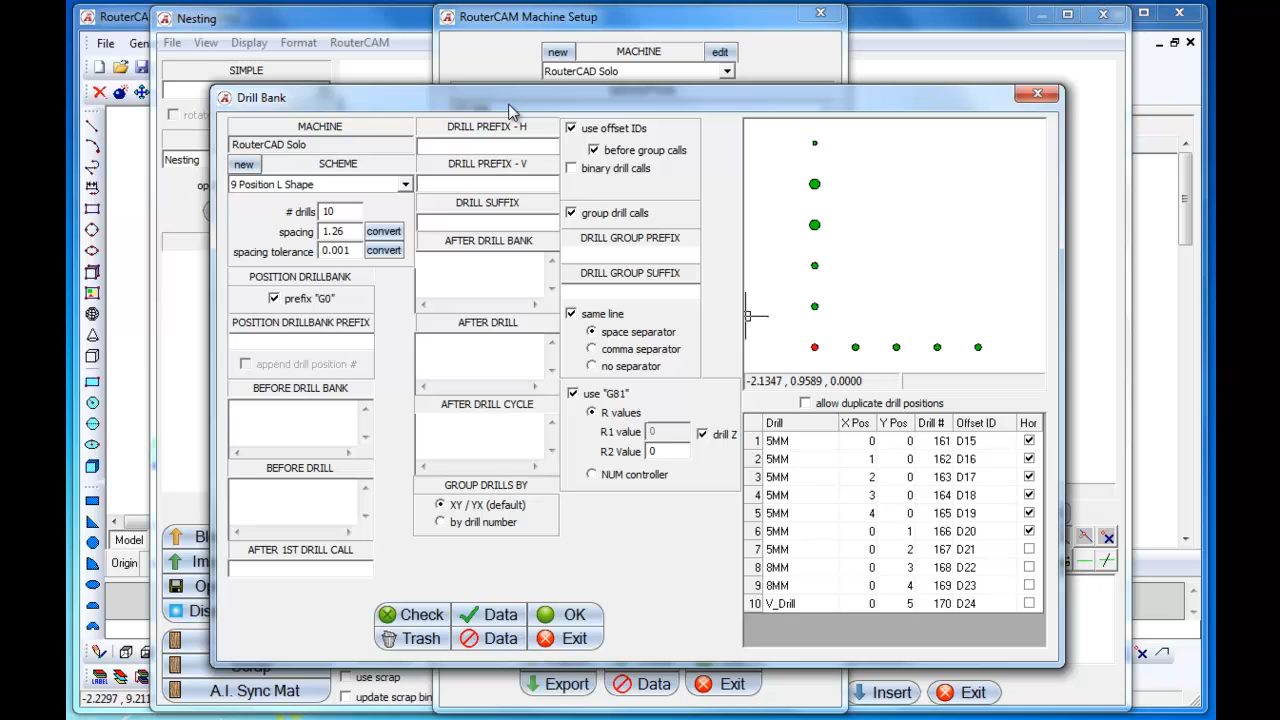 RouterCAD
File
Gen
Model
Origin
-2.2297, 9.211
LABEL
Nesting
File View Display Format RouterCAM
SIMPLE
Nesting
Disp
use scrap
A.I. Sync Mat
update scrap bin
Insert
Exit
RouterCAM Machine Setup
new MACHINE edit
RouterCAD Solo
Export
Data
Exit
Drill Bank
MACHINE
RouterCAD Solo
new SCHEME
9 Position L Shape
# drills 10
spacing 1.26 convert
spacing tolerance 0.001 convert
POSITION DRILLBANK
prefix "G0"
POSITION DRILLBANK PREFIX
append drill position #
BEFORE DRILL BANK
BEFORE DRILL
AFTER 1ST DRILL CALL
DRILL PREFIX - H
DRILL PREFIX - V
DRILL SUFFIX
AFTER DRILL BANK
AFTER DRILL
AFTER DRILL CYCLE
GROUP DRILLS BY
XY / YX (default)
by drill number
use offset IDs
before group calls
binary drill calls
group drill calls
DRILL GROUP PREFIX
DRILL GROUP SUFFIX
same line
space separator
comma separator
no separator
use "G81"
R values
R1 value 0
drill Z
R2 Value 0
NUM controller
Check Data OK
Trash Data Exit
-2.1347, 0.9589, 0.0000
allow duplicate drill positions
Drill X Pos Y Pos Drill # Offset ID Hor
1 5MM 0 0 161 D15
2 5MM 1 0 162 D16
3 5MM 2 0 163 D17
4 5MM 3 0 164 D18
5 5MM 4 0 165 D19
6 5MM 0 1 166 D20
7 5MM 0 2 167 D21
8 8MM 0 3 168 D22
9 8MM 0 4 169 D23
10 V_Drill 0 5 170 D24